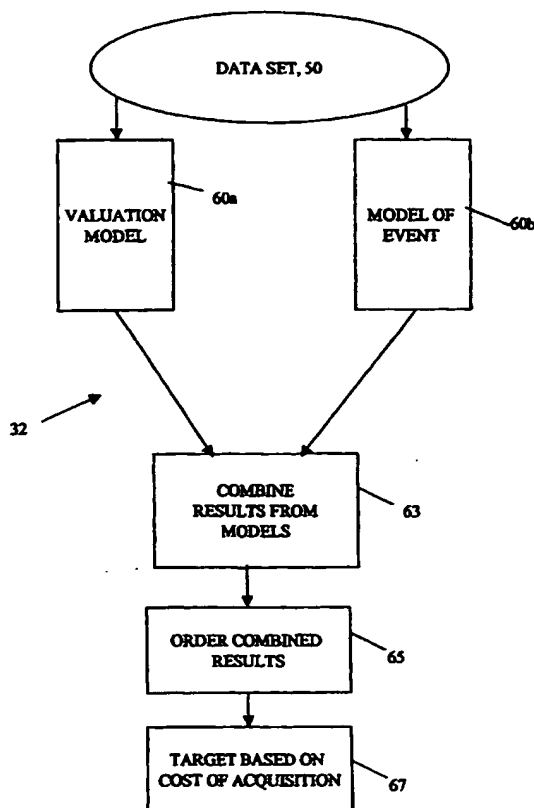 DATA SET, 50
VALUATION
MODEL
60a
MODEL OF
EVENT
60b
32
COMBINE
RESULTS FROM
MODELS
63
ORDER COMBINED
RESULTS
65
TARGET BASED ON
COST OF ACQUISITION
67